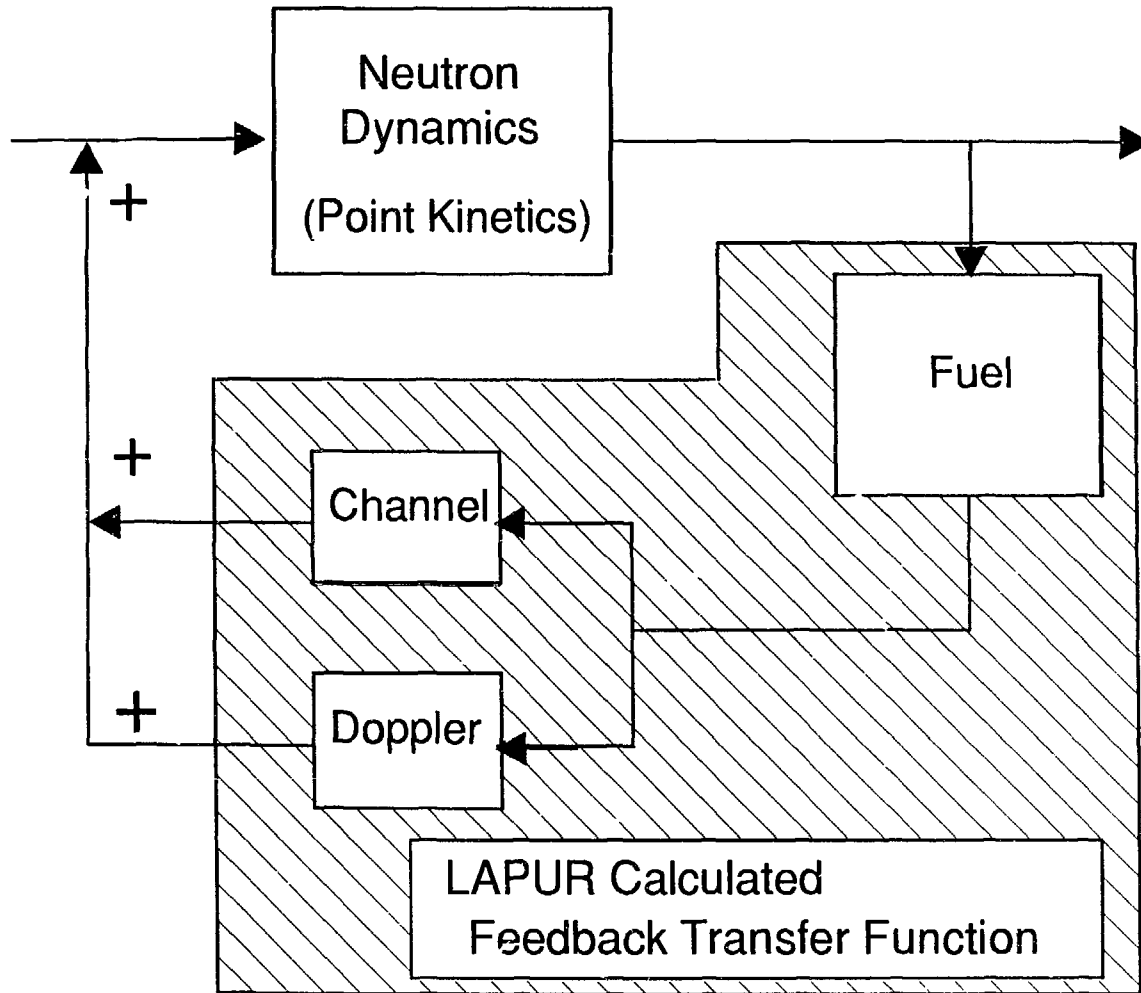 Neutron
Dynamics
(Point Kinetics)
+
Fuel
+
Channel
+
Doppler
LAPUR Calculated
Feedback Transfer Function